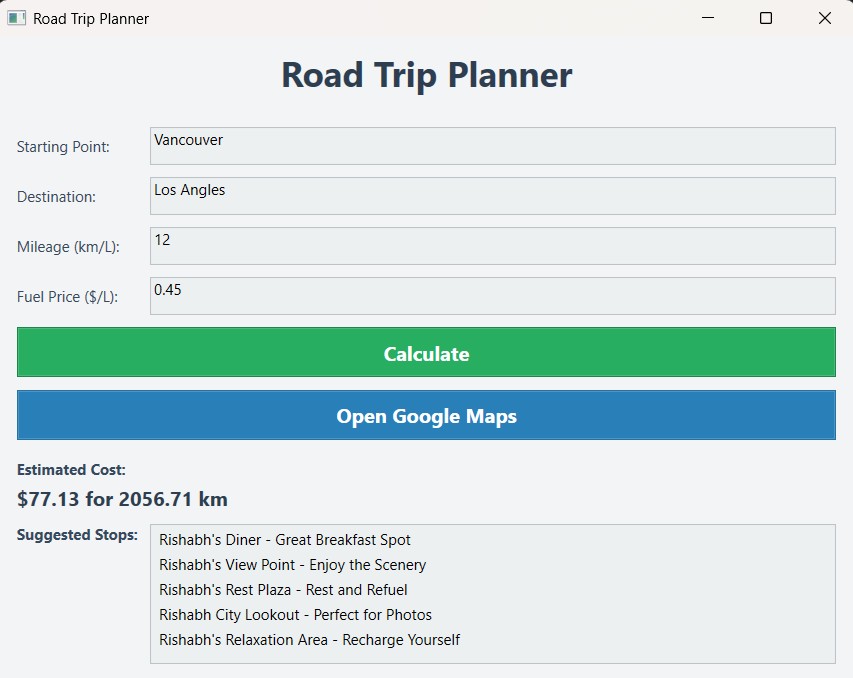 Road Trip Planner
Road Trip Planner
Starting Point: Vancouver
Destination: Los Angles
Mileage (km/L): 12
Fuel Price ($/L): 0.45
Calculate
Open Google Maps
Estimated Cost:
$77.13 for 2056.71 km
Suggested Stops: Rishabh's Diner - Great Breakfast Spot
Rishabh's View Point - Enjoy the Scenery
Rishabh's Rest Plaza - Rest and Refuel
Rishabh City Lookout - Perfect for Photos
Rishabh's Relaxation Area - Recharge Yourself